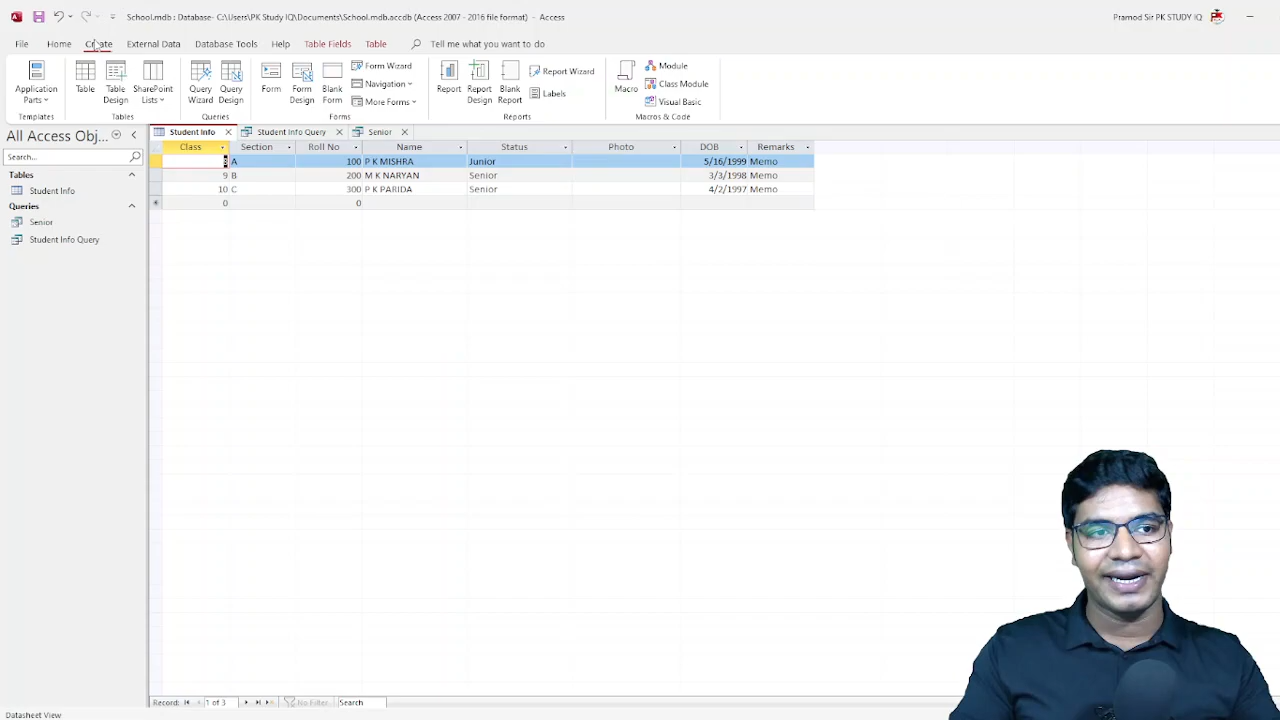 School.mdb : Database- C:\Users\PK Study IQ\Documents\School.mdb.accdb (Access 2007 - 2016 file format) - Access
Pramod Sir PK STUDY IQ
File Home Create External Data Database Tools Help Table Fields Table Tell me what you want to do
Application Parts
Templates
Table
Table Design
SharePoint Lists
Tables
Query Wizard
Query Design
Queries
Form
Form Design
Blank Form
Form Wizard
Navigation
More Forms
Forms
Report
Report Design
Blank Report
Report Wizard
Labels
Reports
Macro
Module
Class Module
Visual Basic
Macros & Code
All Access Obj...
Search...
Tables
Student Info
Queries
Senior
Student Info Query
Student Info Student Info Query Senior
Class Section Roll No Name Status Photo DOB Remarks
8 A 100 P K MISHRA Junior 5/16/1999 Memo
9 B 200 M K NARYAN Senior 3/3/1998 Memo
10 C 300 P K PARIDA Senior 4/2/1997 Memo
0 0
Record: 1 of 3 No Filter Search
Datasheet View